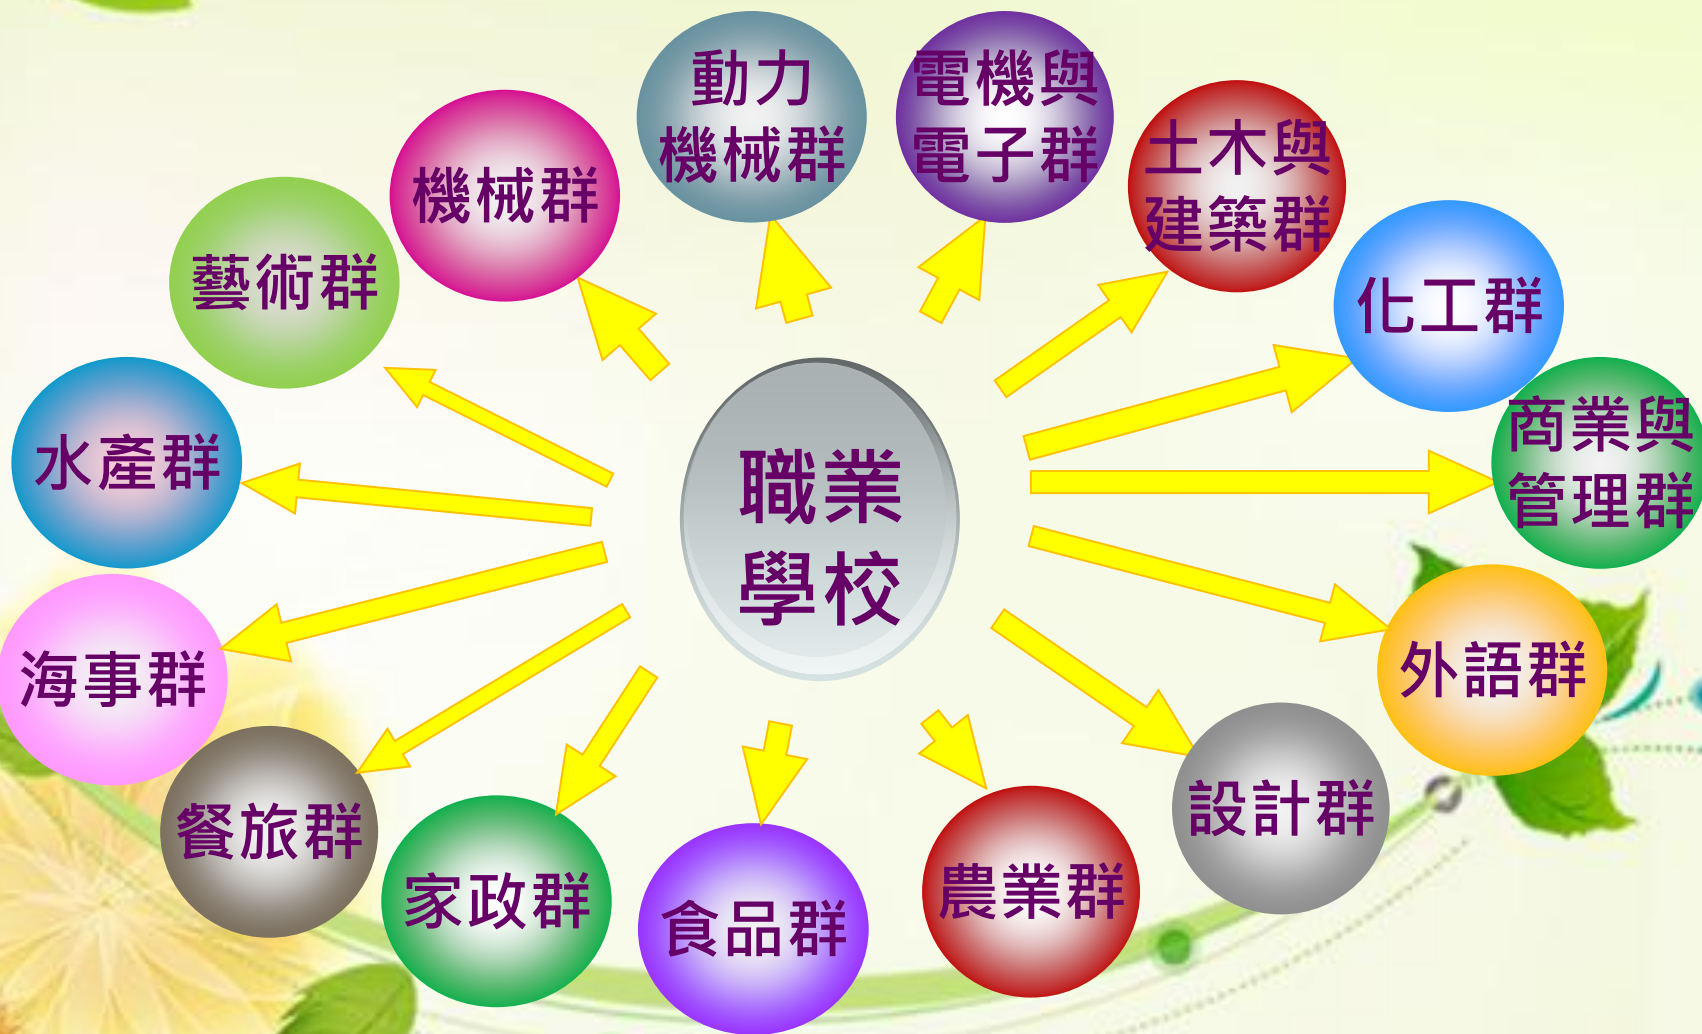 動力
機械群
電機與
電子群
土木與
建築群
機械群
化工群
藝術群
商業與
管理群
水產群
職業
學校
海事群
外語群
餐旅群
設計群
家政群
食品群
農業群